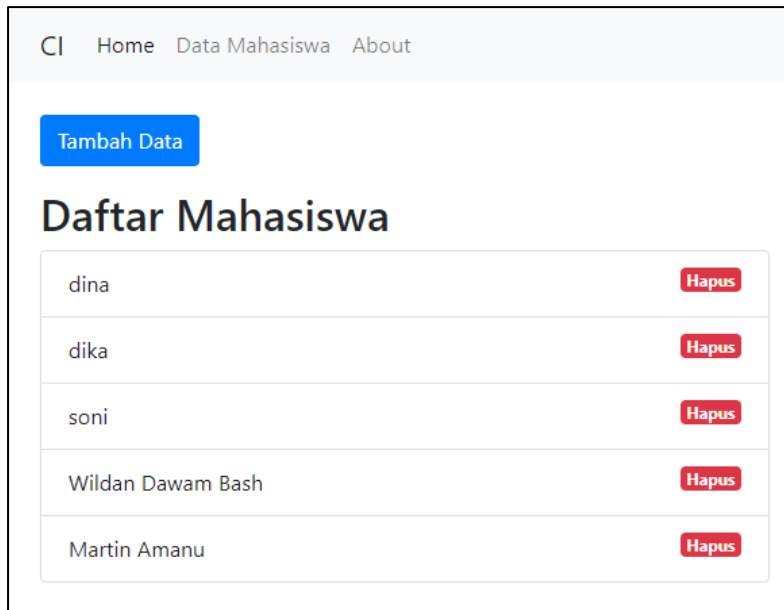 CI Home Data Mahasiswa About
Tambah Data
Daftar Mahasiswa
dina Hapus
dika Hapus
soni Hapus
Wildan Dawam Bash Hapus
Martin Amanu Hapus